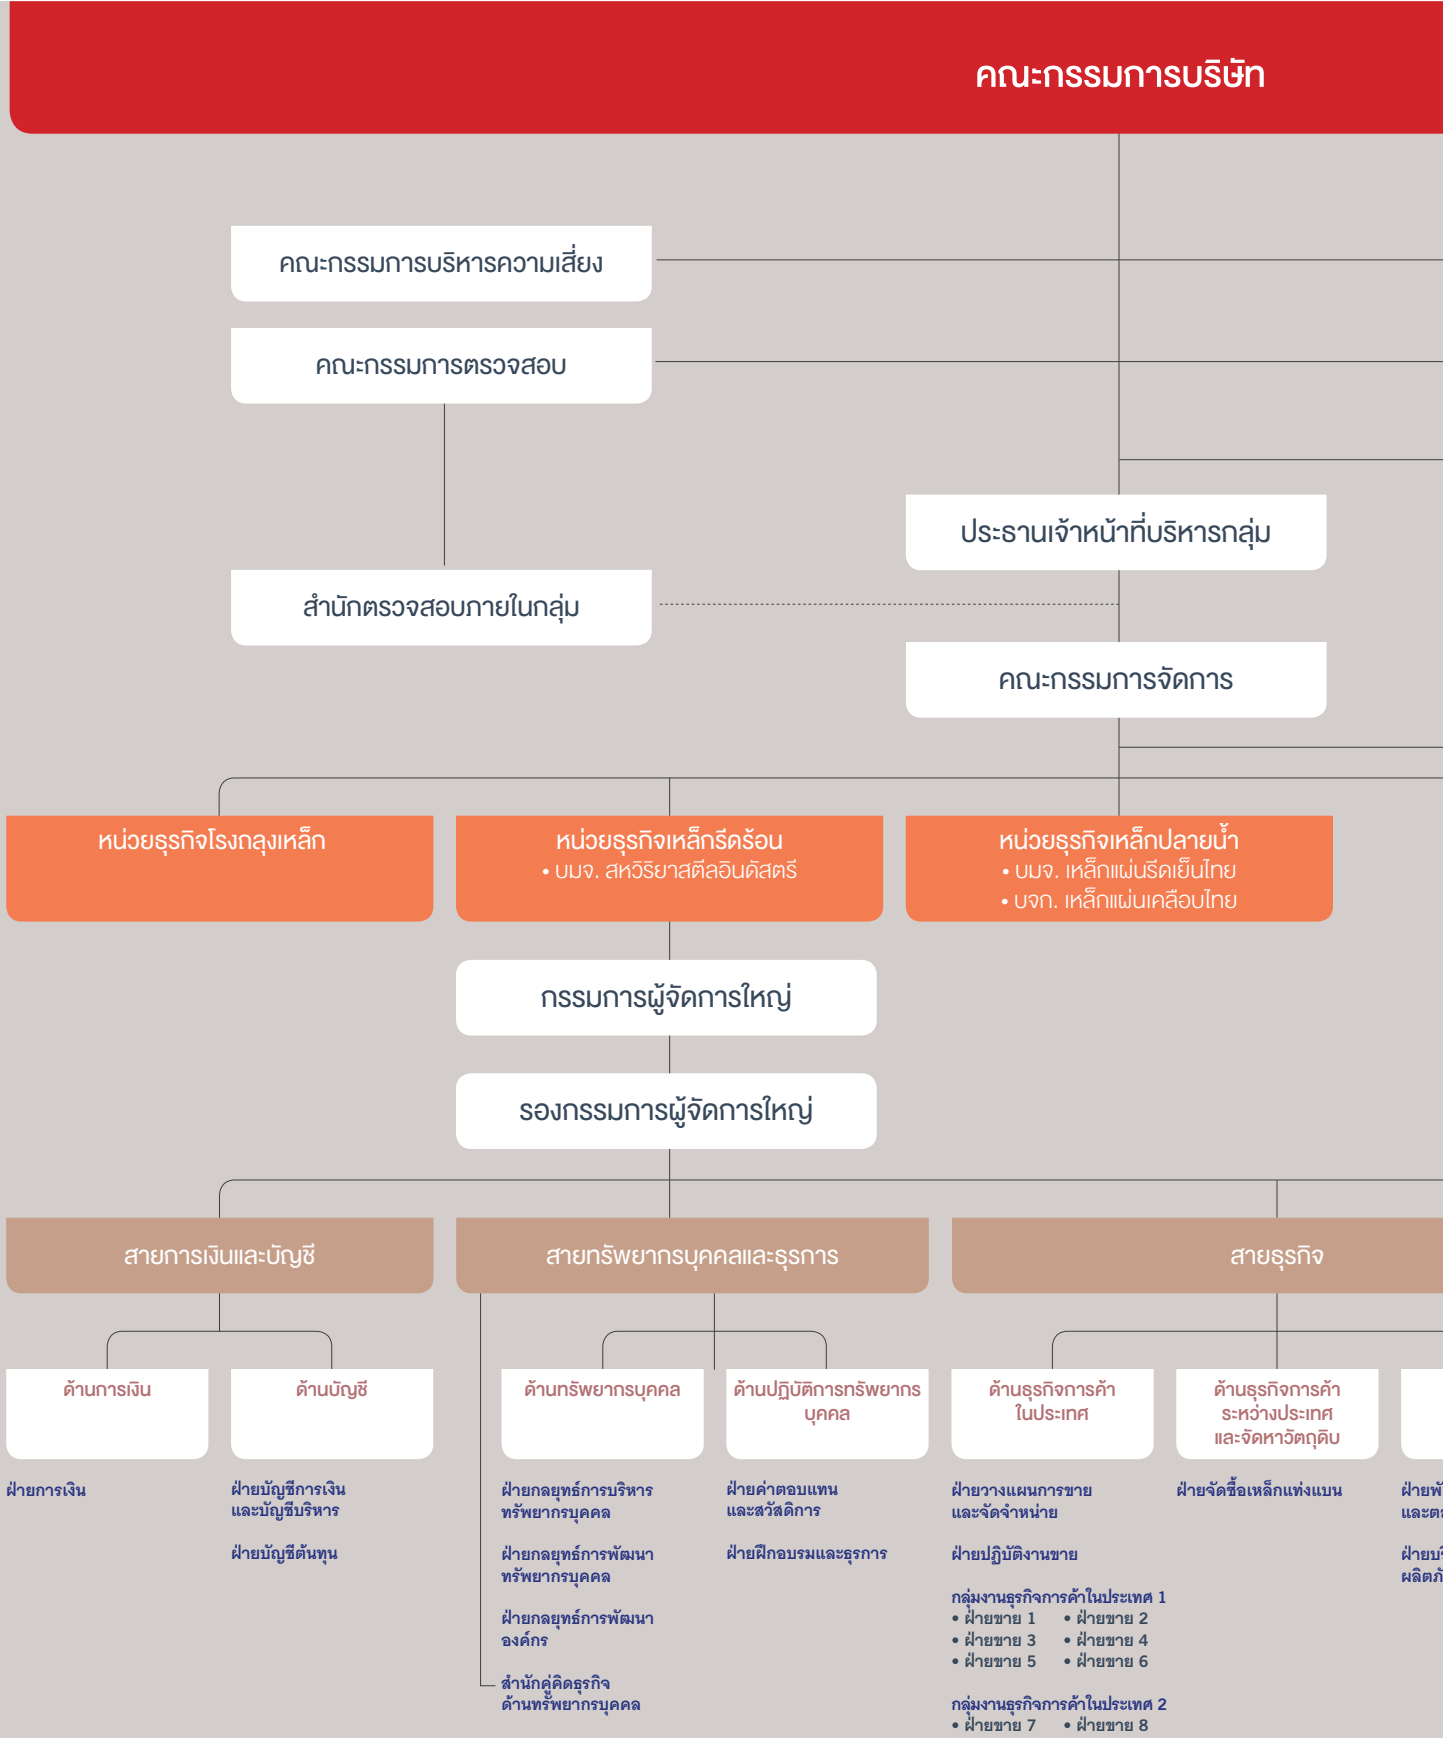 คณะกรรมการบริษัท
คณะกรรมการบริหารความเสี่ยง
คณะกรรมการตรวจสอบ
ประธานเจ้าหน้าที่บริหารกลุ่ม
สำนักตรวจสอบภายในกลุ่ม
คณะกรรมการจัดการ
หน่วยธุรกิจโรงถลุงเหล็ก
หน่วยธุรกิจเหล็กรีดร้อน
• บมจ. สหวิริยาสตีลอินดัสตรี
หน่วยธุรกิจเหล็กปลายน้ำ
• บมจ. เหล็กแผ่นรีดเย็นไทย
• บจก. เหล็กแผ่นเคลือบไทย
กรรมการผู้จัดการใหญ่
รองกรรมการผู้จัดการใหญ่
สายการเงินและบัญชี
สายทรัพยากรบุคคลและธุรการ
สายธุรกิจ
ด้านการเงิน
ด้านบัญชี
ด้านทรัพยากรบุคคล
ด้านปฏิบัติการทรัพยากร
บุคคล
ด้านธุรกิจการค้า
ในประเทศ
ด้านธุรกิจการค้า
ระหว่างประเทศ
และจัดหาวัตถุดิบ
ฝ่ายการเงิน
ฝ่ายบัญชีการเงิน
และบัญชีบริหาร
ฝ่ายบัญชีต้นทุน
ฝ่ายกลยุทธ์การบริหาร
ทรัพยากรบุคคล
ฝ่ายกลยุทธ์การพัฒนา
ทรัพยากรบุคคล
ฝ่ายกลยุทธ์การพัฒนา
องค์กร
สำนักคู่คิดธุรกิจ
ด้านทรัพยากรบุคคล
ฝ่ายค่าตอบแทน
และสวัสดิการ
ฝ่ายฝึกอบรมและธุรการ
ฝ่ายวางแผนการขาย
และจัดจำหน่าย
ฝ่ายปฏิบัติงานขาย
กลุ่มงานธุรกิจการค้าในประเทศ 1
• ฝ่ายขาย 1 • ฝ่ายขาย 2
• ฝ่ายขาย 3 • ฝ่ายขาย 4
• ฝ่ายขาย 5 • ฝ่ายขาย 6
กลุ่มงานธุรกิจการค้าในประเทศ 2
• ฝ่ายขาย 7 • ฝ่ายขาย 8
ฝ่ายจัดซื้อเหล็กแท่งแบน